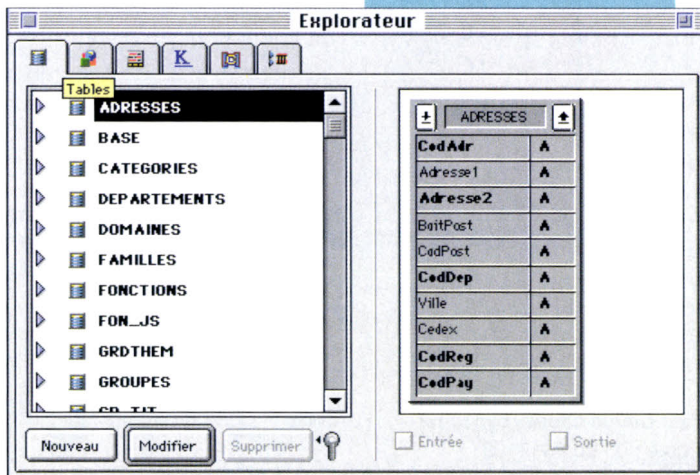 Explorateur
K
Tables
ADRESSES
BASE
CATEGORIES
DEPARTEMENTS
DOMAINES
FAMILLES
FONCTIONS
FON_JS
GRDTHEM
GROUPES
GP_TIT
ADRESSES
CodAdr A
Adresse1 A
Adresse2 A
BoitPost A
CodPost A
CodDep A
Ville A
Cedex A
CodReg A
CodPay A
Nouveau Modifier Supprimer
Entrée Sortie